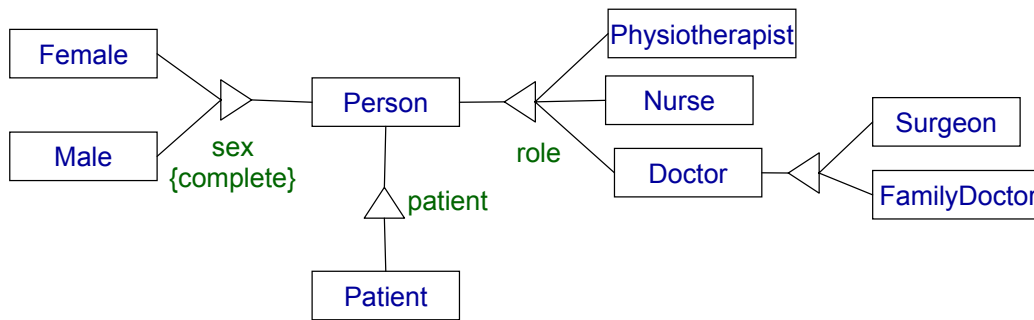 Female
Male
sex
{complete}
Person
patient
Patient
role
Physiotherapist
Nurse
Doctor
Surgeon
FamilyDoctor